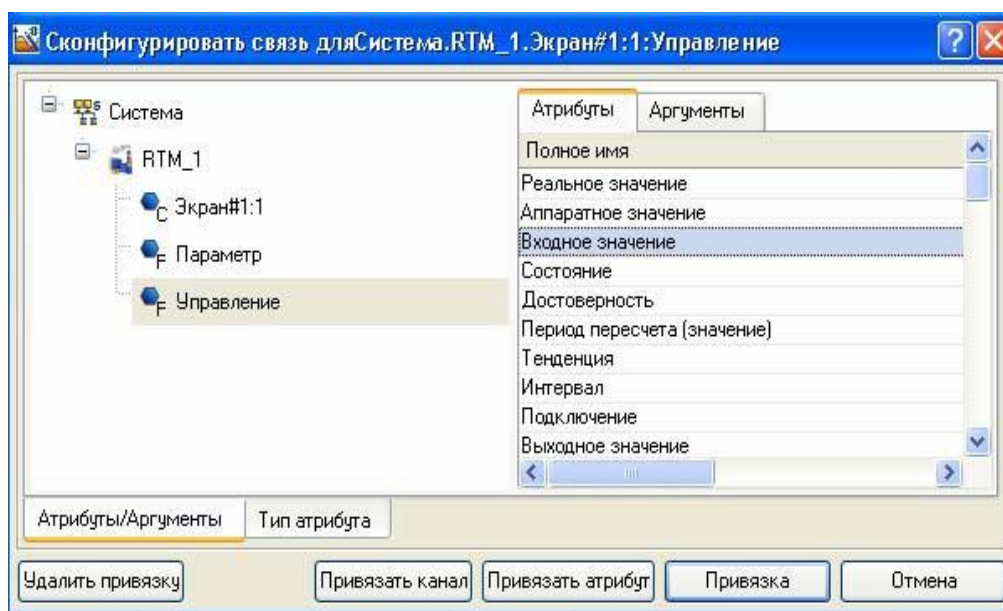 Сконфигурировать связь дляСистема.RTM_1.Экран#1:1:Управление
Система
RTM_1
Экран#1:1
Параметр
Управление
Атрибуты Аргументы
Полное имя
Реальное значение
Аппаратное значение
Входное значение
Состояние
Достоверность
Период пересчета (значение)
Тенденция
Интервал
Подключение
Выходное значение
Атрибуты/Аргументы Тип атрибута
Удалить привязку Привязать канал Привязать атрибут Привязка Отмена